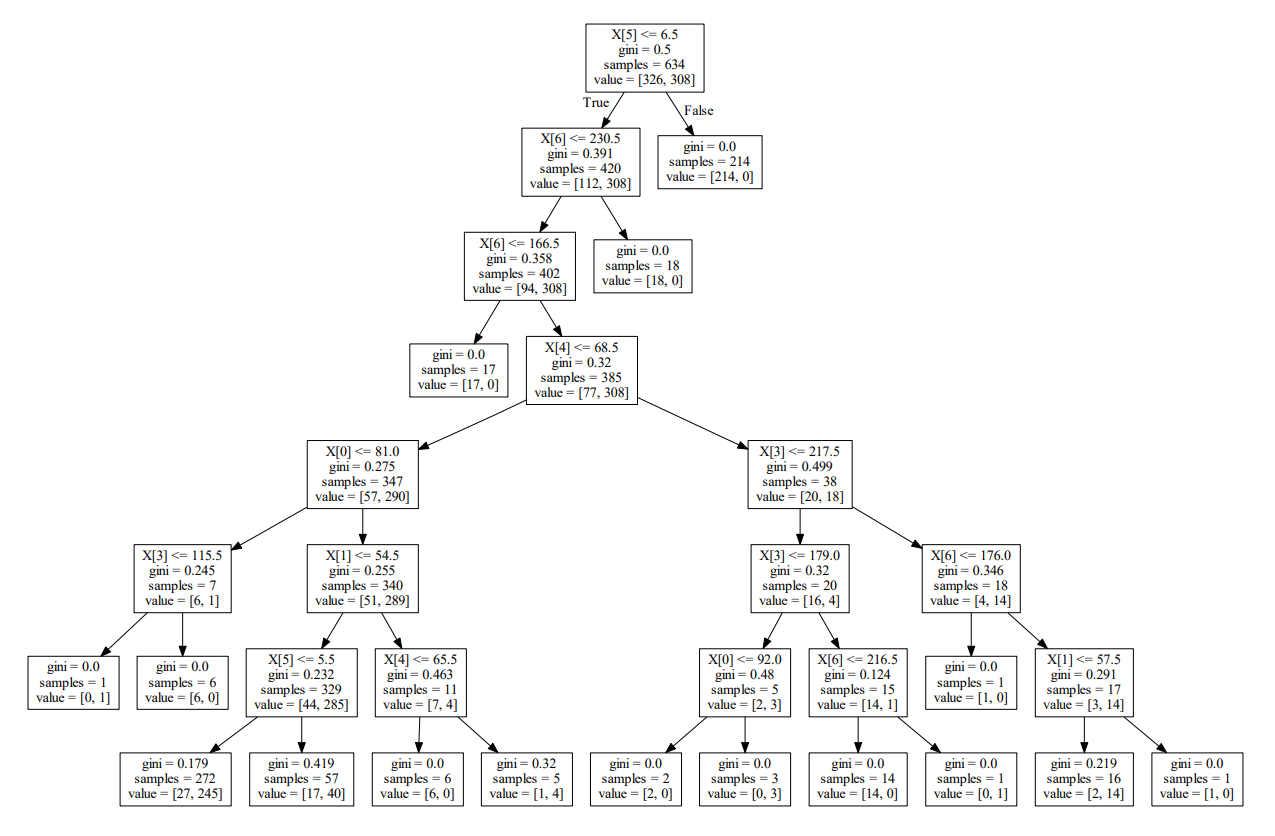 X[5] <= 6.5
gini = 0.5
samples = 634
value = [326, 308]
True
False
X[6] <= 230.5
gini = 0.391
samples = 420
value = [112, 308]
gini = 0.0
samples = 214
value = [214, 0]
X[6] <= 166.5
gini = 0.358
samples = 402
value = [94, 308]
gini = 0.0
samples = 18
value = [18, 0]
gini = 0.0
samples = 17
value = [17, 0]
X[4] <= 68.5
gini = 0.32
samples = 385
value = [77, 308]
X[0] <= 81.0
gini = 0.275
samples = 347
value = [57, 290]
X[3] <= 217.5
gini = 0.499
samples = 38
value = [20, 18]
X[3] <= 115.5
gini = 0.245
samples = 7
value = [6, 1]
X[1] <= 54.5
gini = 0.255
samples = 340
value = [51, 289]
X[3] <= 179.0
gini = 0.32
samples = 20
value = [16, 4]
X[6] <= 176.0
gini = 0.346
samples = 18
value = [4, 14]
gini = 0.0
samples = 1
value = [0, 1]
gini = 0.0
samples = 6
value = [6, 0]
X[5] <= 5.5
gini = 0.232
samples = 329
value = [44, 285]
X[4] <= 65.5
gini = 0.463
samples = 11
value = [7, 4]
X[0] <= 92.0
gini = 0.48
samples = 5
value = [2, 3]
X[6] <= 216.5
gini = 0.124
samples = 15
value = [14, 1]
gini = 0.0
samples = 1
value = [1, 0]
X[1] <= 57.5
gini = 0.291
samples = 17
value = [3, 14]
gini = 0.179
samples = 272
value = [27, 245]
gini = 0.419
samples = 57
value = [17, 40]
gini = 0.0
samples = 6
value = [6, 0]
gini = 0.32
samples = 5
value = [1, 4]
gini = 0.0
samples = 2
value = [2, 0]
gini = 0.0
samples = 3
value = [0, 3]
gini = 0.0
samples = 14
value = [14, 0]
gini = 0.0
samples = 1
value = [0, 1]
gini = 0.219
samples = 16
value = [2, 14]
gini = 0.0
samples = 1
value = [1, 0]